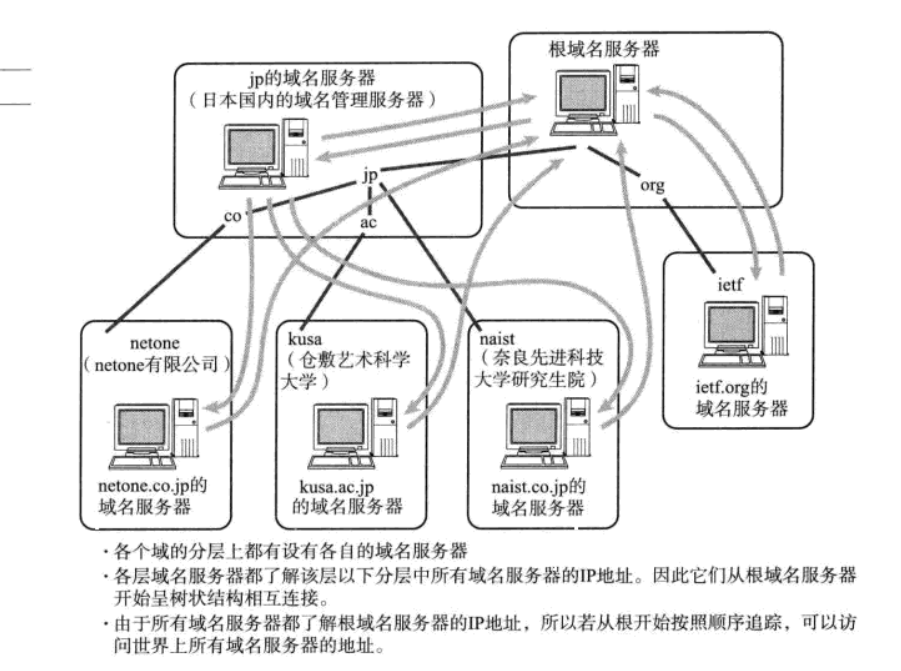 根域名服务器
jp的域名服务器
（日本国内的域名管理服务器）
jp
org
co
ac
ietf
netone
（netone有限公司）
kusa
（仓敷艺术科学
大学）
naist
（奈良先进科技
大学研究生院）
ietf.org的
域名服务器
netone.co.jp的
域名服务器
kusa.ac.jp
的域名服务器
naist.co.jp的
域名服务器
·各个域的分层上都有设有各自的域名服务器
·各层域名服务器都了解该层以下分层中所有域名服务器的IP地址。因此它们从根域名服务器
开始呈树状结构相互连接。
·由于所有域名服务器都了解根域名服务器的IP地址，所以若从根开始按照顺序追踪，可以访
问世界上所有域名服务器的地址。